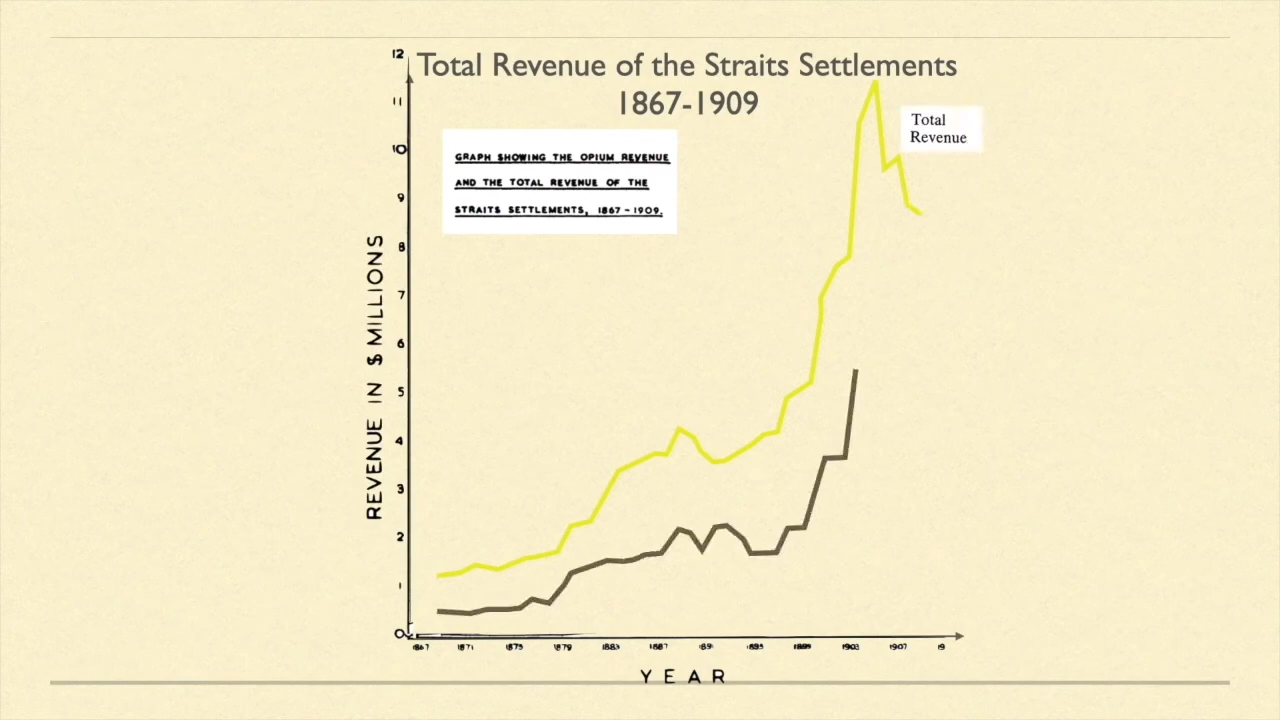 Total Revenue of the Straits Settlements
1867-1909
GRAPH SHOWING THE OPIUM REVENUE
AND THE TOTAL REVENUE OF THE
STRAITS SETTLEMENTS, 1867-1909.
Total
Revenue
REVENUE IN $ MILLIONS
12
11
10
9
8
7
6
5
4
3
2
1
0
1867 1871 1875 1879 1883 1887 189 1895 1899 1903 1907 19
YEAR